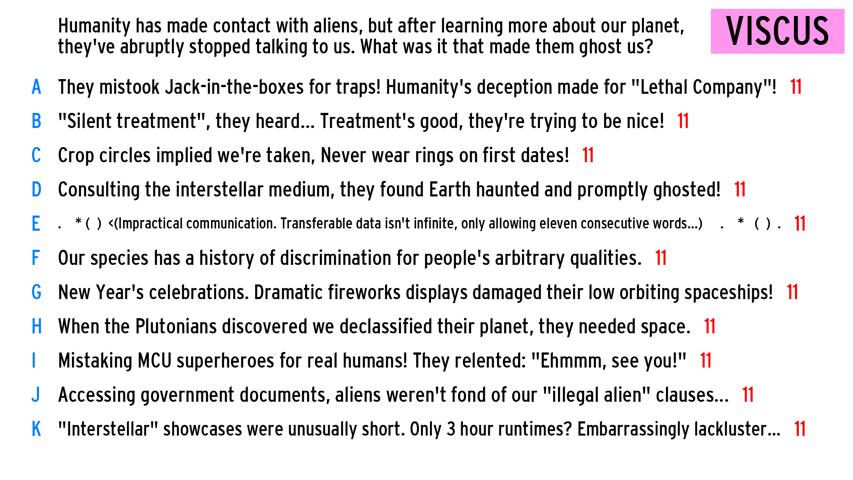 Humanity has made contact with aliens, but after learning more about our planet,
they've abruptly stopped talking to us. What was it that made them ghost us?
VISCUS
A They mistook Jack-in-the-boxes for traps! Humanity's deception made for "Lethal Company"! 11
B "Silent treatment", they heard... Treatment's good, they're trying to be nice! 11
C Crop circles implied we're taken, Never wear rings on first dates! 11
D Consulting the interstellar medium, they found Earth haunted and promptly ghosted! 11
E . *( ) <(Impractical communication. Transferable data isn't infinite, only allowing eleven consecutive words...) . * ( ) . 11
F Our species has a history of discrimination for people's arbitrary qualities. 11
G New Year's celebrations. Dramatic fireworks displays damaged their low orbiting spaceships! 11
H When the Plutonians discovered we declassified their planet, they needed space. 11
I Mistaking MCU superheroes for real humans! They relented: "Ehmmm, see you!" 11
J Accessing government documents, aliens weren't fond of our "illegal alien" clauses... 11
K "Interstellar" showcases were unusually short. Only 3 hour runtimes? Embarrassingly lackluster... 11